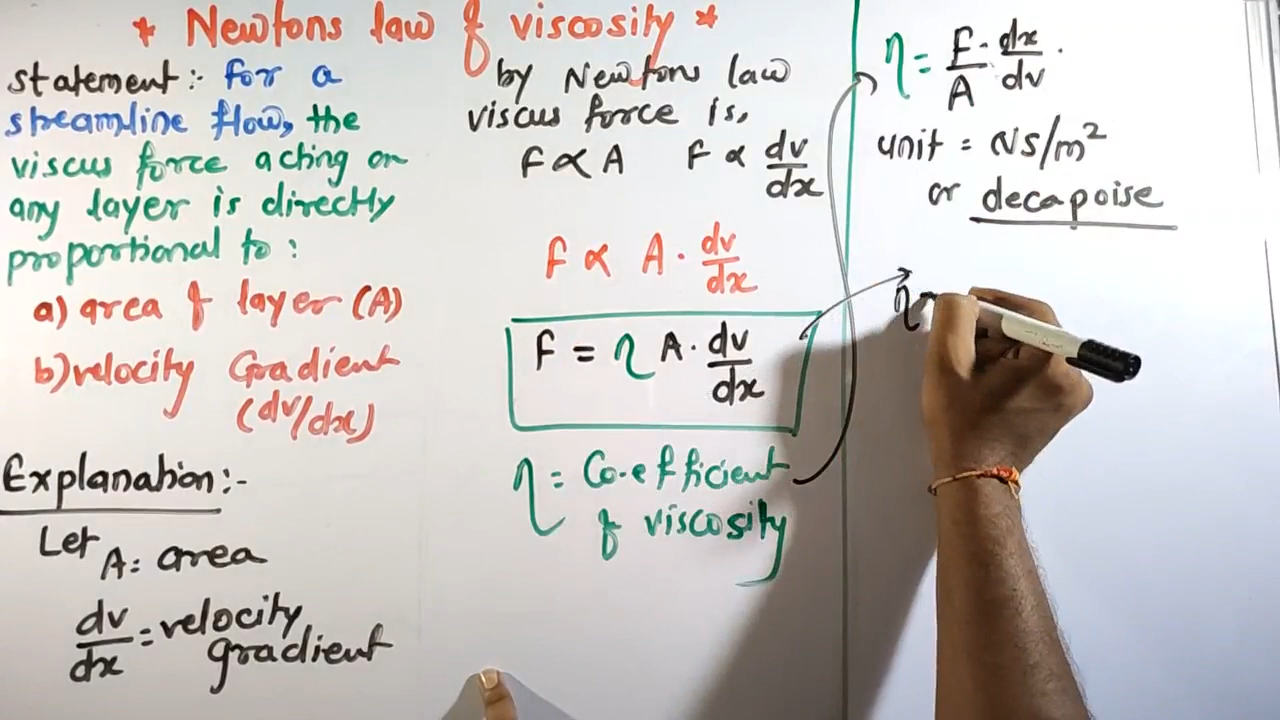 * Newtons law of viscosity *
statement:- for a
streamline flow, the
viscus force acting on
any layer is directly
proportional to:
a) area of layer (A)
b) velocity Gradient
(dv/dx)
Explanation:-
Let A = area
dv/dx = velocity
gradient
by Newtons law
viscus force is,
F ∝ A F ∝ dv/dx
F ∝ A · dv/dx
F = η A · dv/dx
η = Co-efficient
of viscosity
η = F/A · dx/dv ·
unit = Ns/m²
or decapoise
η